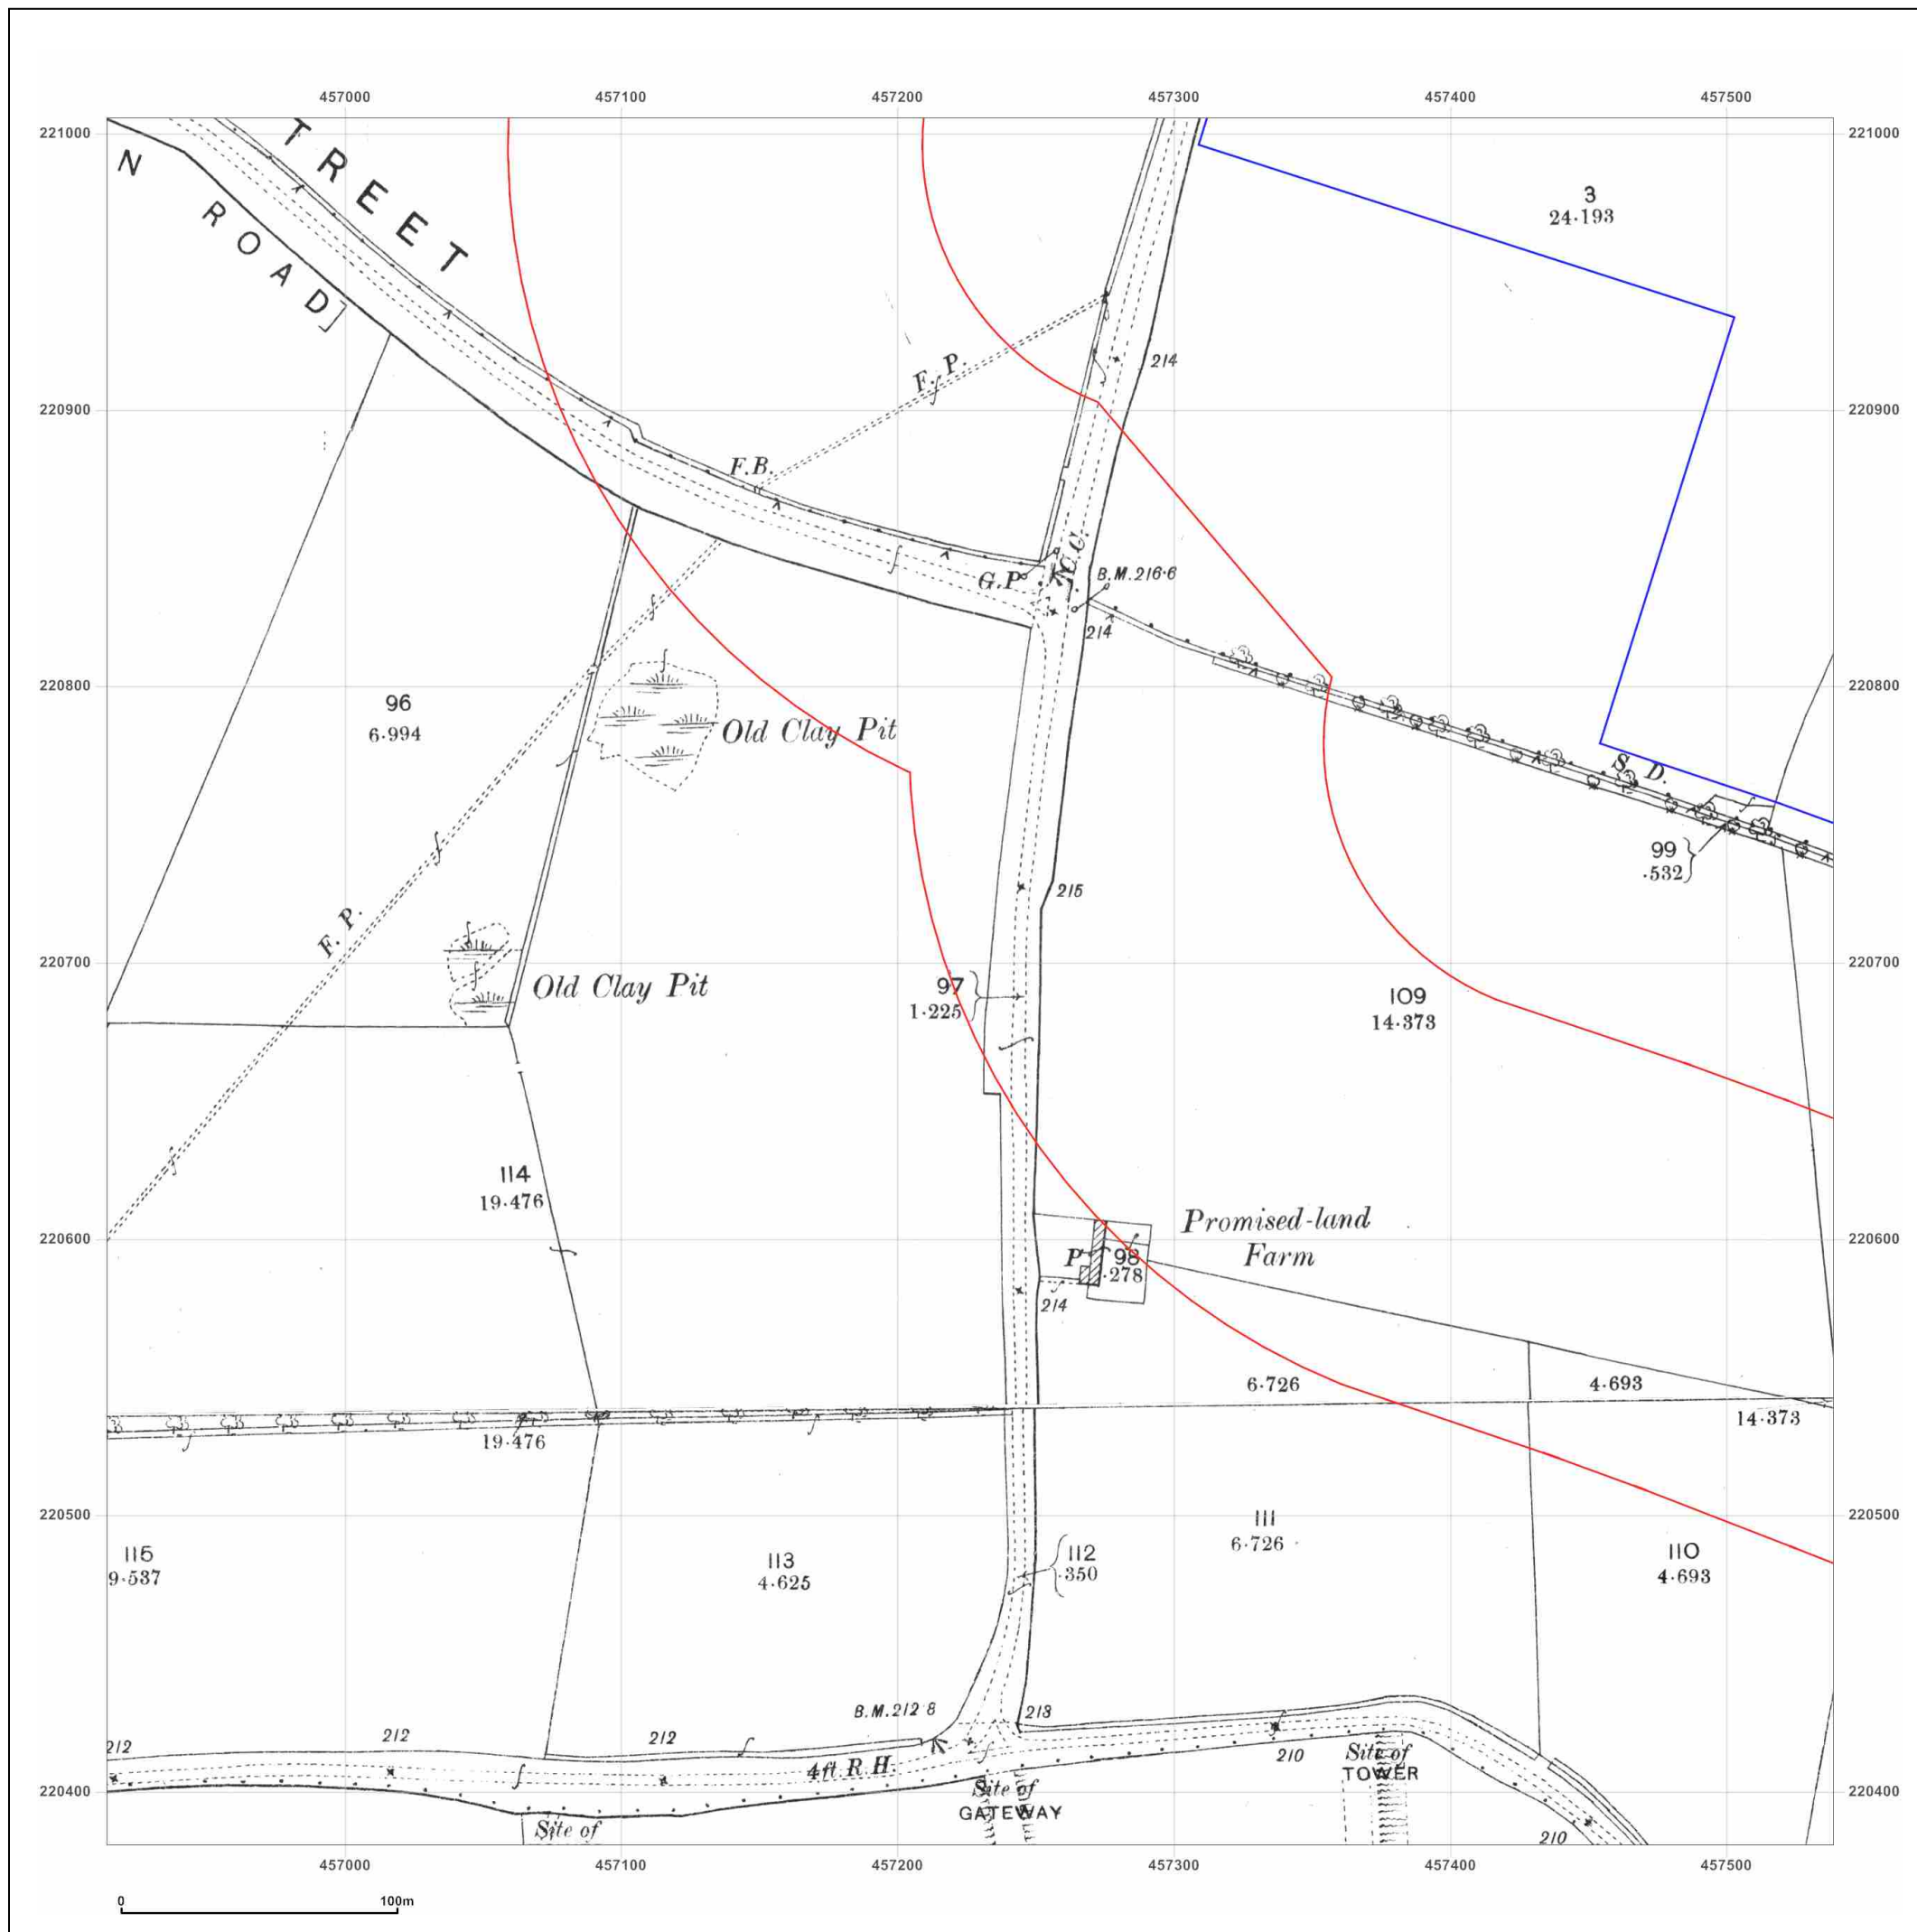 457000 457100 457200 457300 457400 457500
221000 221000
TREET
N
ROAD]
3
24·193
F. P.
214
220900 220900
F.B.
G.P.
T.C.C.
B.M.216·6
214
220800 220800
96
6·994
Old Clay Pit
S. D.
99
·532
215
F. P.
220700 220700
Old Clay Pit
97
1·225
109
14·373
114
19·476
Promised-land
Farm
220600 220600
P
98
·278
214
6·726
4·693
14·373
19·476
220500 220500
111
6·726
115
9·537
113
4·625
112
·350
110
4·693
B.M.212·8
213
212
212
212
4ft R.H.
210
Site of
TOWER
220400 220400
Site of
GATEWAY
Site of
210
457000 457100 457200 457300 457400 457500
0 100m